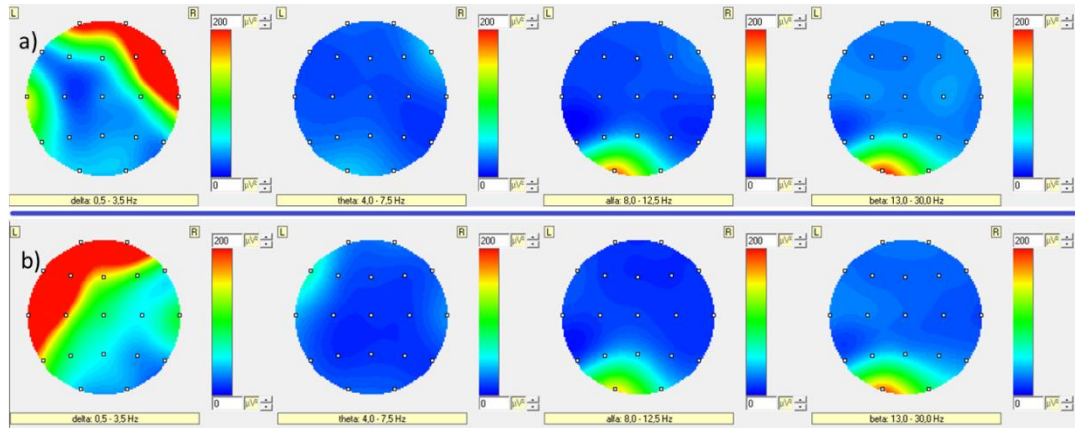 L R 200 µV² L R 200 µV² L R 200 µV² L R 200 µV²
a)
0 µV² 0 µV² 0 µV² 0 µV²
delta: 0,5 - 3,5 Hz theta: 4,0 - 7,5 Hz alfa: 8,0 - 12,5 Hz beta: 13,0 - 30,0 Hz
L R 200 µV² L R 200 µV² L R 200 µV² L R 200 µV²
b)
0 µV² 0 µV² 0 µV² 0 µV²
delta: 0,5 - 3,5 Hz theta: 4,0 - 7,5 Hz alfa: 8,0 - 12,5 Hz beta: 13,0 - 30,0 Hz